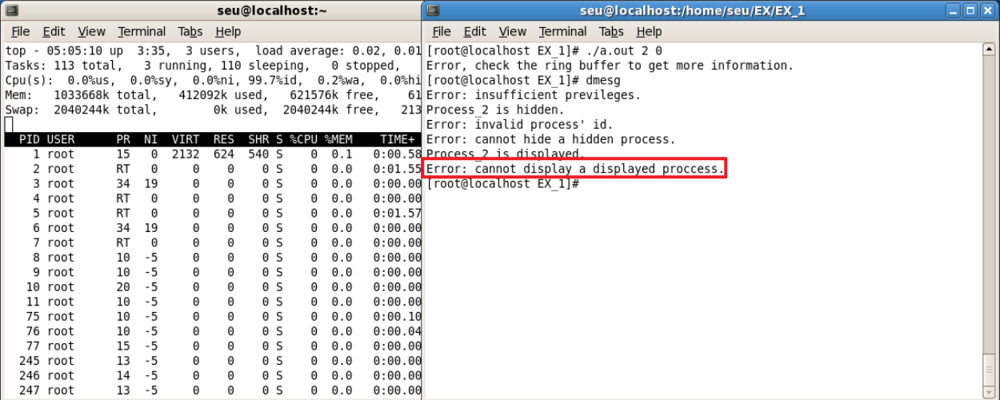 seu@localhost:~
File Edit View Terminal Tabs Help
top - 05:05:10 up 3:35, 3 users, load average: 0.02, 0.01
Tasks: 113 total, 3 running, 110 sleeping, 0 stopped,
Cpu(s): 0.0%us, 0.0%sy, 0.0%ni, 99.7%id, 0.2%wa, 0.0%hi
Mem: 1033668k total, 412092k used, 621576k free, 61
Swap: 2040244k total, 0k used, 2040244k free, 213
PID USER PR NI VIRT RES SHR S %CPU %MEM TIME+
1 root 15 0 2132 624 540 S 0 0.1 0:00.58
2 root RT 0 0 0 0 S 0 0.0 0:01.55
3 root 34 19 0 0 0 S 0 0.0 0:00.00
4 root RT 0 0 0 0 S 0 0.0 0:00.00
5 root RT 0 0 0 0 S 0 0.0 0:01.57
6 root 34 19 0 0 0 S 0 0.0 0:00.00
7 root RT 0 0 0 0 S 0 0.0 0:00.00
8 root 10 -5 0 0 0 S 0 0.0 0:00.00
9 root 10 -5 0 0 0 S 0 0.0 0:00.00
10 root 20 -5 0 0 0 S 0 0.0 0:00.00
11 root 10 -5 0 0 0 S 0 0.0 0:00.00
75 root 10 -5 0 0 0 S 0 0.0 0:00.10
76 root 10 -5 0 0 0 S 0 0.0 0:00.04
77 root 15 -5 0 0 0 S 0 0.0 0:00.00
245 root 13 -5 0 0 0 S 0 0.0 0:00.00
246 root 14 -5 0 0 0 S 0 0.0 0:00.00
247 root 13 -5 0 0 0 S 0 0.0 0:00.00
seu@localhost:/home/seu/EX/EX_1
File Edit View Terminal Tabs Help
[root@localhost EX_1]# ./a.out 2 0
Error, check the ring buffer to get more information.
[root@localhost EX_1]# dmesg
Error: insufficient previleges.
Process_2 is hidden.
Error: invalid process' id.
Error: cannot hide a hidden process.
Process_2 is displayed.
Error: cannot display a displayed proccess.
[root@localhost EX_1]#